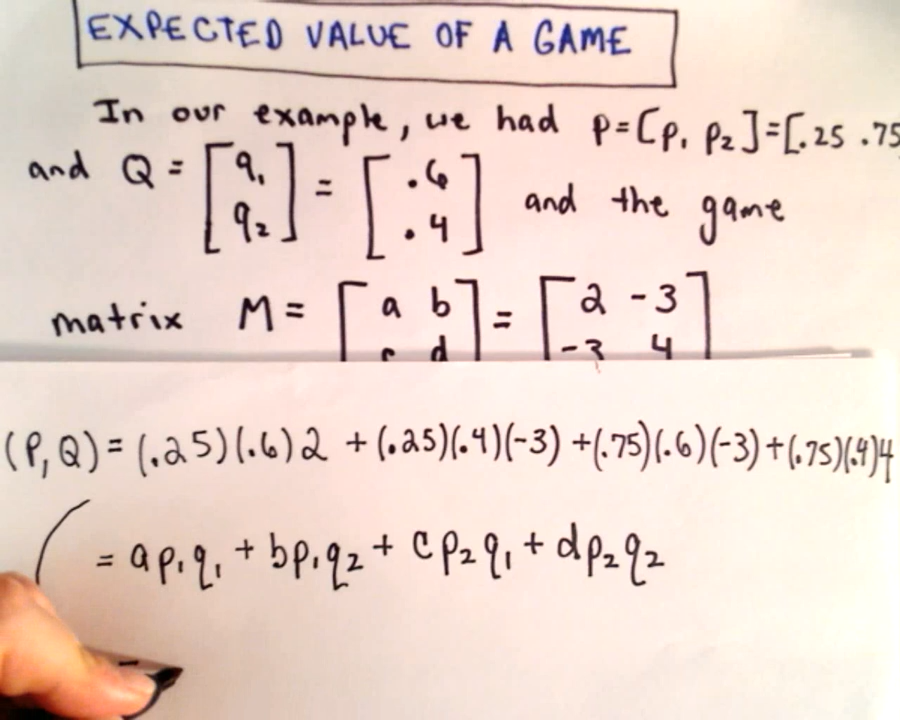 EXPECTED VALUE OF A GAME
In our example, we had P=[p₁ p₂]=[.25 .75
and Q = [q₁ q₂] = [.6 .4] and the game
matrix M = [a b c d] = [2 -3 -3 4]
(P,Q) = (.25)(.6)2 + (.25)(.4)(-3) + (.75)(.6)(-3) + (.75)(.4)4
= ap₁q₁ + bp₁q₂ + cp₂q₁ + dp₂q₂